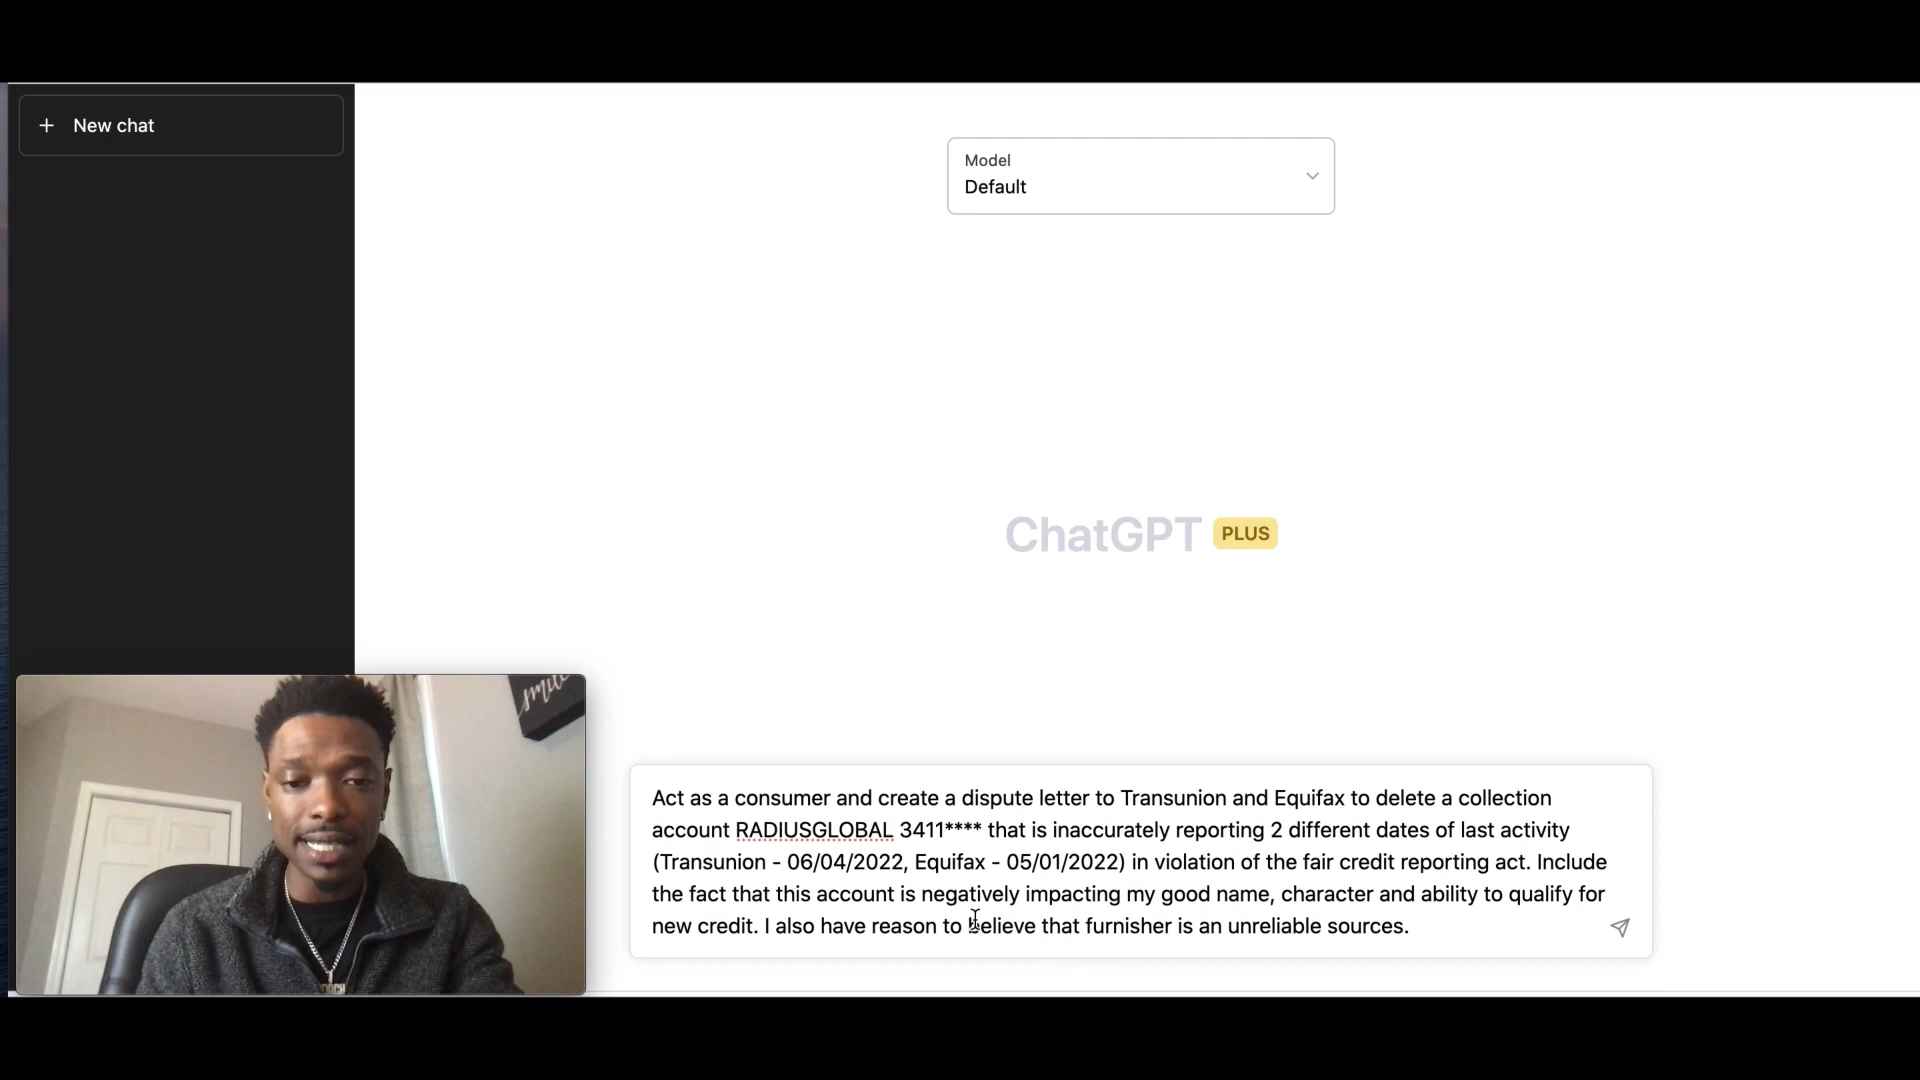 + New chat
Model
Default
ChatGPT PLUS
smile
Act as a consumer and create a dispute letter to Transunion and Equifax to delete a collection
account RADIUSGLOBAL 3411**** that is inaccurately reporting 2 different dates of last activity
(Transunion - 06/04/2022, Equifax - 05/01/2022) in violation of the fair credit reporting act. Include
the fact that this account is negatively impacting my good name, character and ability to qualify for
new credit. I also have reason to believe that furnisher is an unreliable sources.